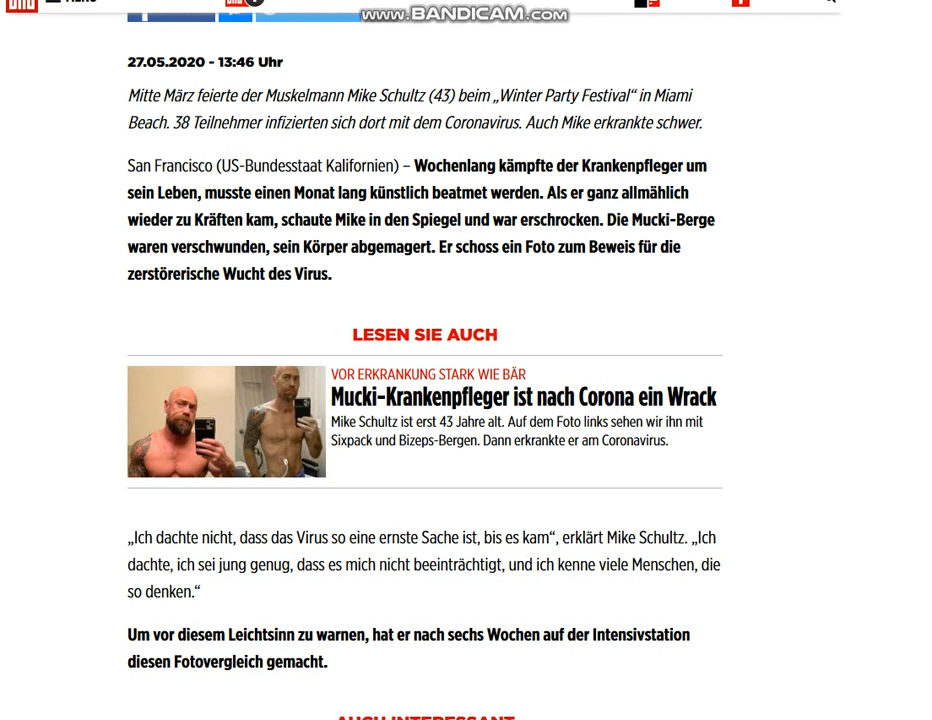 www.BANDICAM.com
27.05.2020 - 13:46 Uhr
Mitte März feierte der Muskelmann Mike Schultz (43) beim „Winter Party Festival“ in Miami
Beach. 38 Teilnehmer infizierten sich dort mit dem Coronavirus. Auch Mike erkrankte schwer.
San Francisco (US-Bundesstaat Kalifornien) – Wochenlang kämpfte der Krankenpfleger um
sein Leben, musste einen Monat lang künstlich beatmet werden. Als er ganz allmählich
wieder zu Kräften kam, schaute Mike in den Spiegel und war erschrocken. Die Mucki-Berge
waren verschwunden, sein Körper abgemagert. Er schoss ein Foto zum Beweis für die
zerstörerische Wucht des Virus.
LESEN SIE AUCH
VOR ERKRANKUNG STARK WIE BÄR
Mucki-Krankenpfleger ist nach Corona ein Wrack
Mike Schultz ist erst 43 Jahre alt. Auf dem Foto links sehen wir ihn mit
Sixpack und Bizeps-Bergen. Dann erkrankte er am Coronavirus.
„Ich dachte nicht, dass das Virus so eine ernste Sache ist, bis es kam“, erklärt Mike Schultz. „Ich
dachte, ich sei jung genug, dass es mich nicht beeinträchtigt, und ich kenne viele Menschen, die
so denken.“
Um vor diesem Leichtsinn zu warnen, hat er nach sechs Wochen auf der Intensivstation
diesen Fotovergleich gemacht.
AUCH INTERESSANT